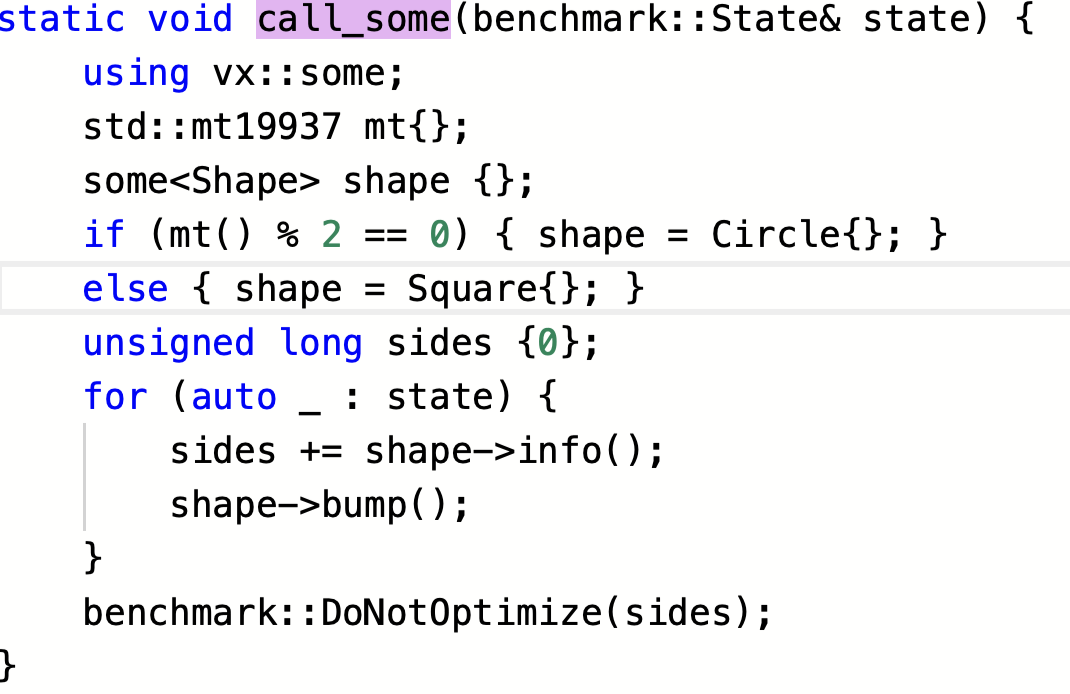 static void call_some(benchmark::State& state) {
    using vx::some;
    std::mt19937 mt{};
    some<Shape> shape {};
    if (mt() % 2 == 0) { shape = Circle{}; }
    else { shape = Square{}; }
    unsigned long sides {0};
    for (auto _ : state) {
        sides += shape->info();
        shape->bump();
    }
    benchmark::DoNotOptimize(sides);
}